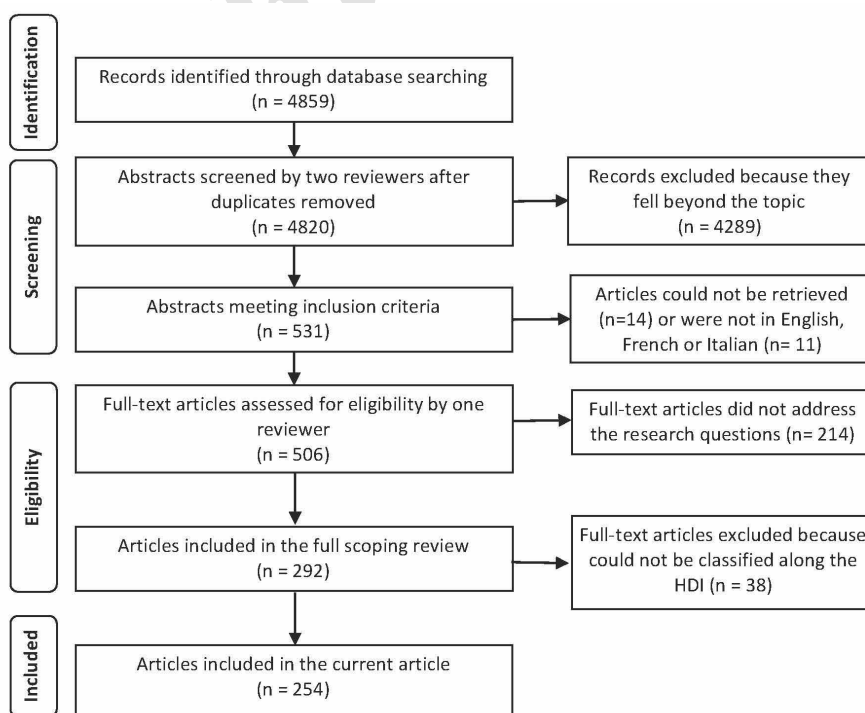 Identification
Records identified through database searching
(n = 4859)
Screening
Abstracts screened by two reviewers after
duplicates removed
(n = 4820)
Records excluded because they
fell beyond the topic
(n = 4289)
Abstracts meeting inclusion criteria
(n = 531)
Articles could not be retrieved
(n=14) or were not in English,
French or Italian (n= 11)
Eligibility
Full-text articles assessed for eligibility by one
reviewer
(n = 506)
Full-text articles did not address
the research questions (n= 214)
Articles included in the full scoping review
(n = 292)
Full-text articles excluded because
could not be classified along the
HDI (n = 38)
Included
Articles included in the current article
(n = 254)